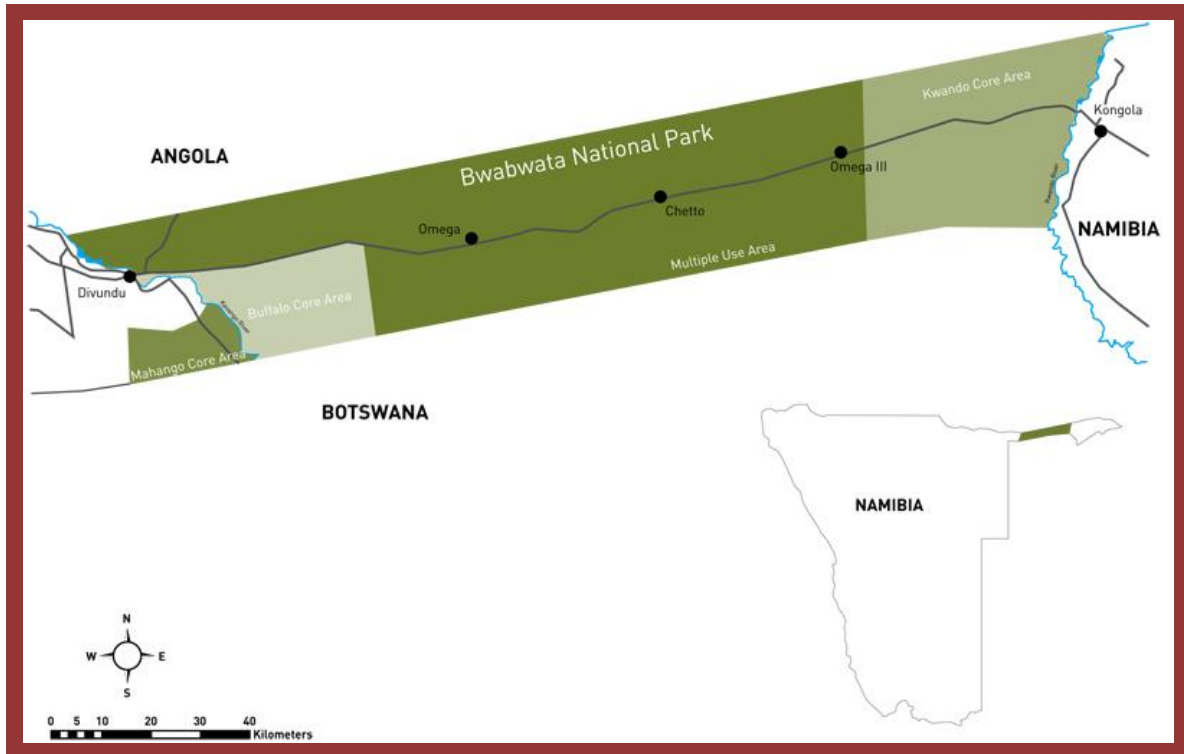 Kwando Core Area
Kongola
ANGOLA
Bwabwata National Park
Omega III
Chetto
Omega
NAMIBIA
Multiple Use Area
Divundu
Buffalo Core Area
Mahango Core Area
BOTSWANA
NAMIBIA
N
W E
S
0 5 10 20 30 40
Kilometers